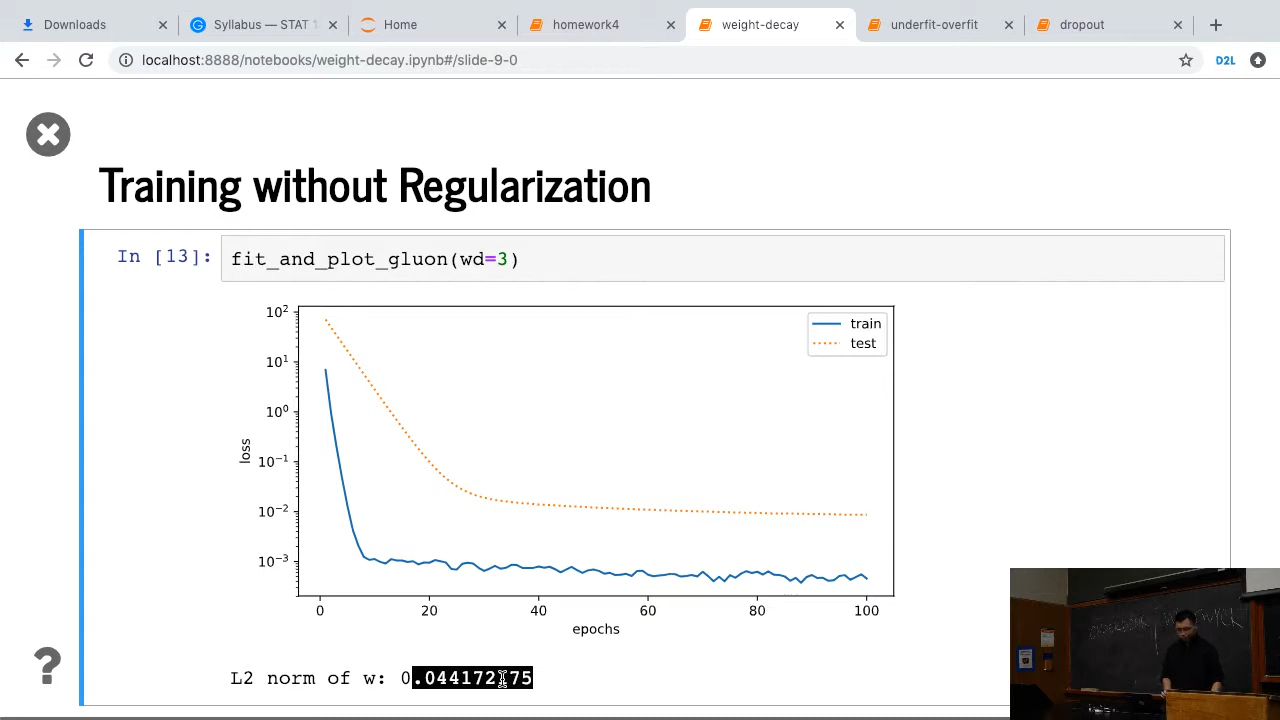 Downloads
Syllabus — STAT 1
Home
homework4
weight-decay
underfit-overfit
dropout
localhost:8888/notebooks/weight-decay.ipynb#/slide-9-0
D2L
Training without Regularization
In [13]:
fit_and_plot_gluon(wd=3)
train
test
10²
10¹
10⁰
10⁻¹
10⁻²
10⁻³
loss
0 20 40 60 80 100
epochs
L2 norm of w:
?